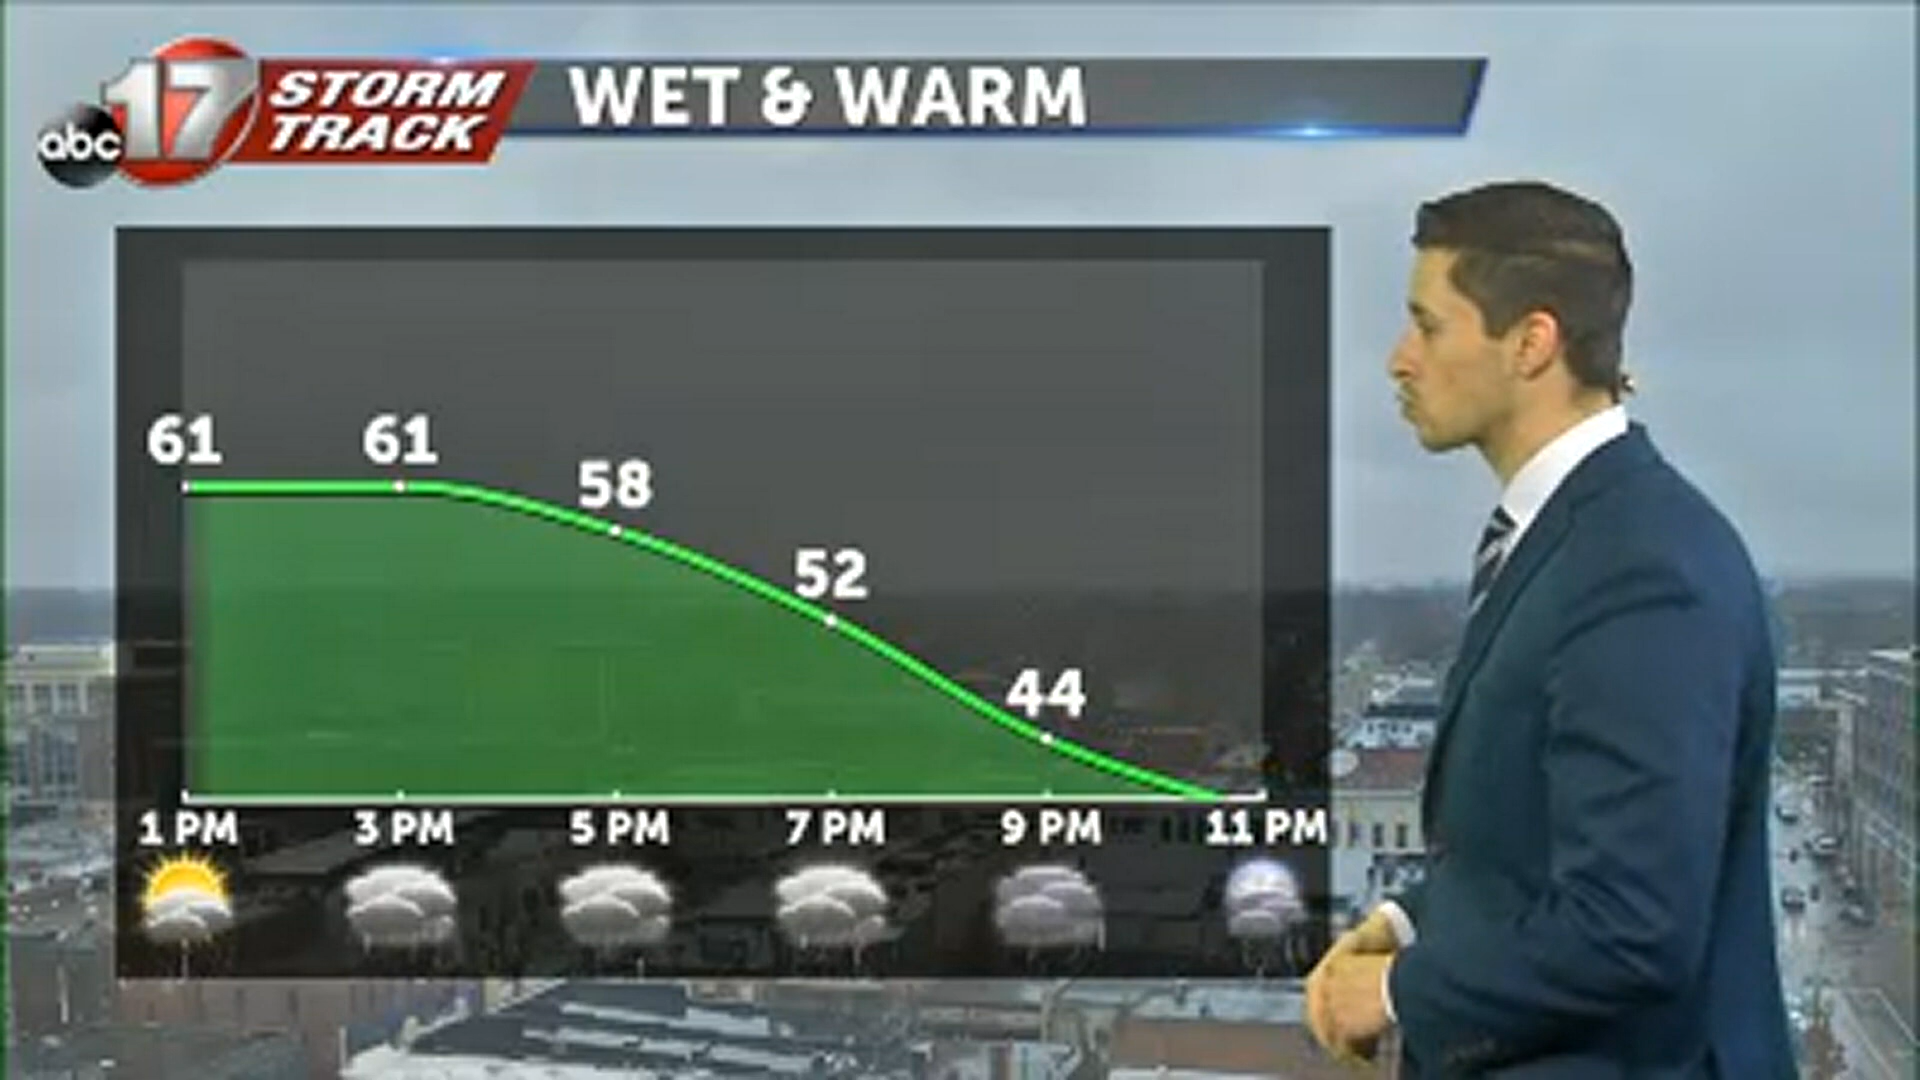 abc 17 STORM TRACK
WET & WARM
61 61 58 52 44
1 PM 3 PM 5 PM 7 PM 9 PM 11 PM